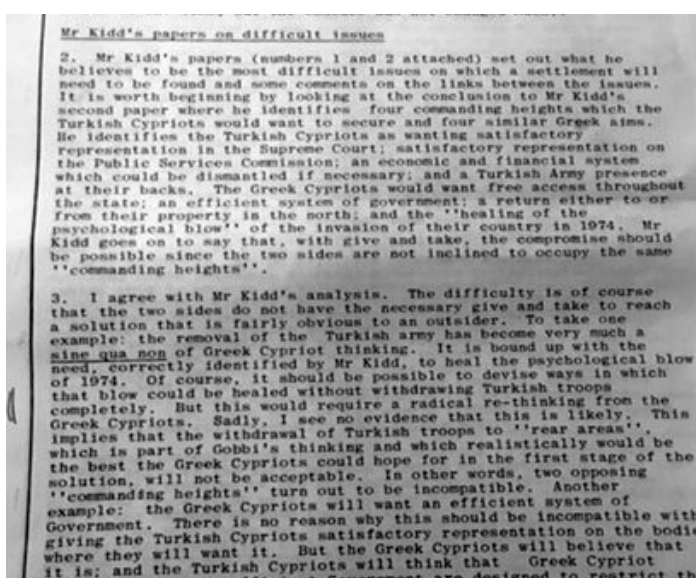 Mr Kidd's papers on difficult issues
2. Mr Kidd's papers (numbers 1 and 2 attached) set out what he
believes to be the most difficult issues on which a settlement will
need to be found and some comments on the links between the issues.
It is worth beginning by looking at the conclusion to Mr Kidd's
second paper where he identifies four commanding heights which the
Turkish Cypriots would want to secure and four similar Greek aims.
He identifies the Turkish Cypriots as wanting satisfactory
representation in the Supreme Court; satisfactory representation on
the Public Services Commission; an economic and financial system
which could be dismantled if necessary; and a Turkish Army presence
at their backs. The Greek Cypriots would want free access throughout
the state; an efficient system of government; a return either to or
from their property in the north; and the ''healing of the
psychological blow'' of the invasion of their country in 1974. Mr
Kidd goes on to say that, with give and take, the compromise should
be possible since the two sides are not inclined to occupy the same
''commanding heights''.
3. I agree with Mr Kidd's analysis. The difficulty is of course
that the two sides do not have the necessary give and take to reach
a solution that is fairly obvious to an outsider. To take one
example: the removal of the Turkish army has become very much a
sine qua non of Greek Cypriot thinking. It is bound up with the
need, correctly identified by Mr Kidd, to heal the psychological blow
of 1974. Of course, it should be possible to devise ways in which
that blow could be healed without withdrawing Turkish troops
completely. But this would require a radical re-thinking from the
Greek Cypriots. Sadly, I see no evidence that this is likely. This
implies that the withdrawal of Turkish troops to ''rear areas'',
which is part of Gobbi's thinking and which realistically would be
the best the Greek Cypriots could hope for in the first stage of the
solution, will not be acceptable. In other words, two opposing
''commanding heights'' turn out to be incompatible. Another
example: the Greek Cypriots will want an efficient system of
Government. There is no reason why this should be incompatible with
giving the Turkish Cypriots satisfactory representation on the bodie
where they will want it. But the Greek Cypriots will believe that
it is; and the Turkish Cypriots will think that Greek Cypriot
Government are designed to restrict th